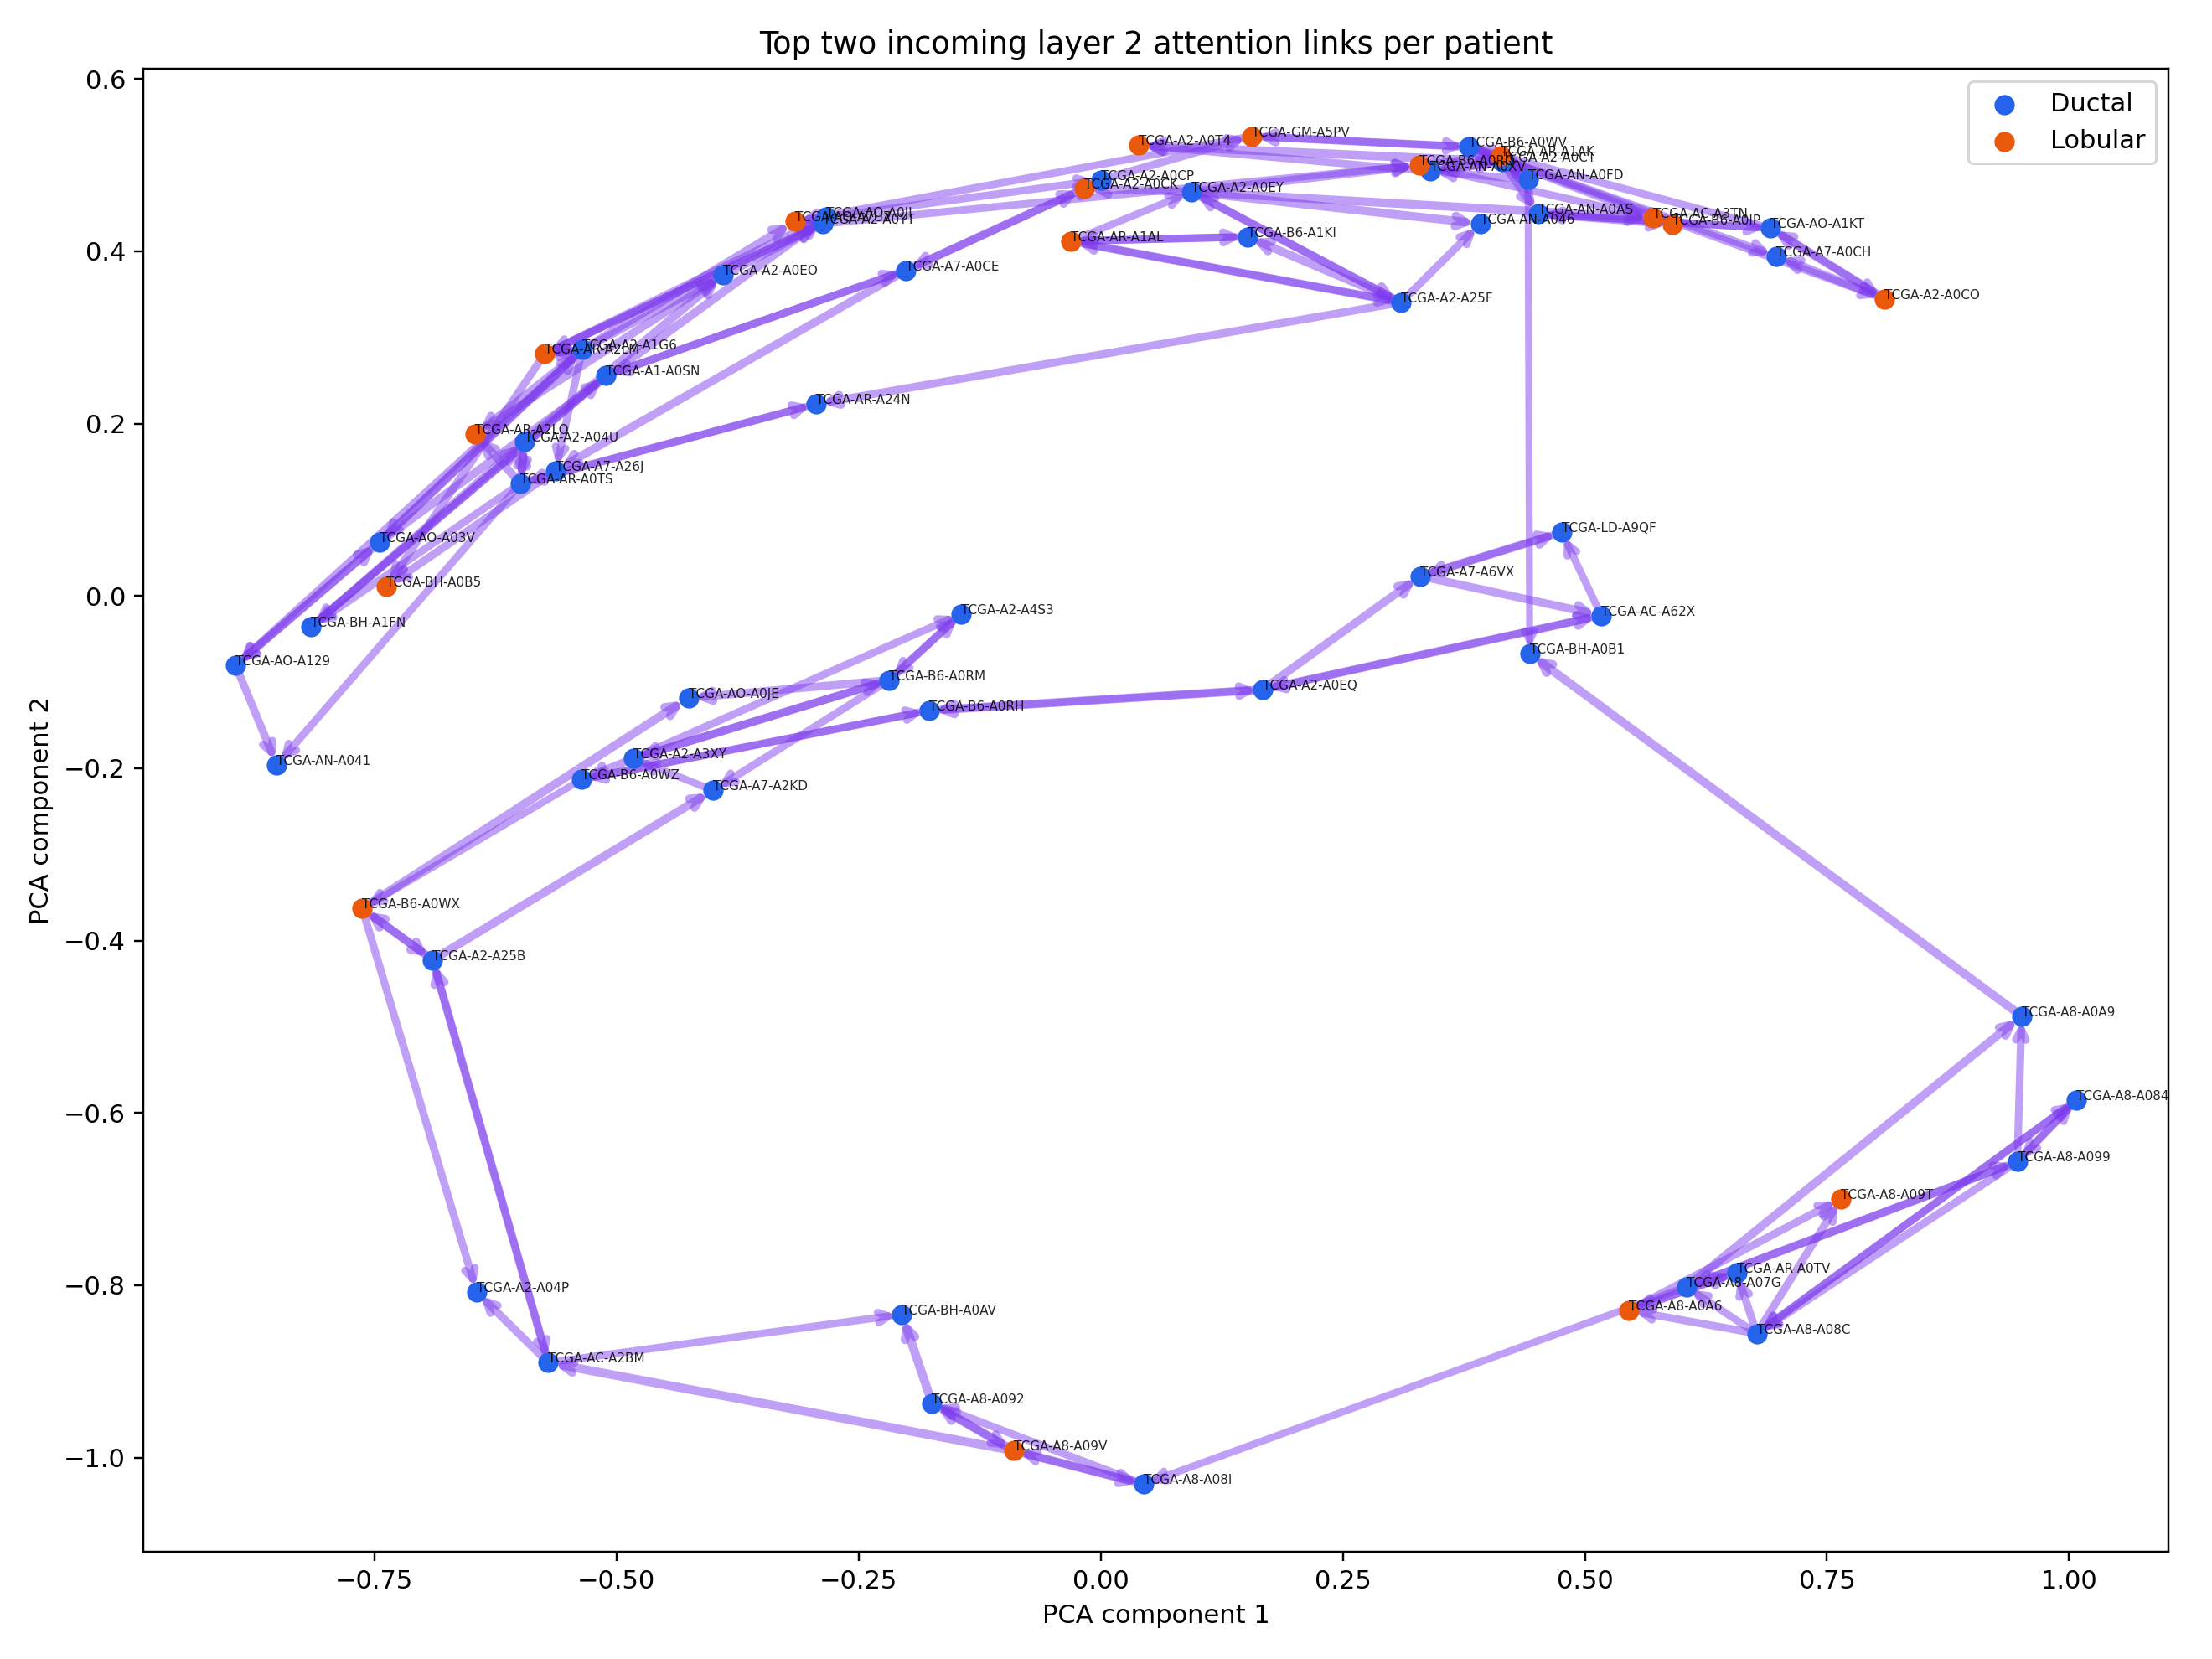 Top two incoming layer 2 attention links per patient
Ductal
Lobular
0.6
0.4
0.2
0.0
−0.2
−0.4
−0.6
−0.8
−1.0
PCA component 2
TCGA-GM-A5PV
TCGA-A2-A0T4
TCGA-B6-A0WV
TCGA-AR-A1AK
TCGA-A2-A0CT
TCGA-AN-A0FD
TCGA-A2-A0CP
TCGA-A2-A0CK
TCGA-A2-A0EY
TCGA-A2-A0YT
TCGA-AN-A0AS
TCGA-AN-A046
TCGA-AC-A3TN
TCGA-B6-A0IP
TCGA-AO-A1KT
TCGA-AR-A1AL
TCGA-B6-A1KI
TCGA-A7-A0CH
TCGA-A2-A0EO
TCGA-A7-A0CE
TCGA-A2-A25F
TCGA-A2-A0CO
TCGA-A2-A1G6
TCGA-A1-A0SN
TCGA-AR-A24N
TCGA-AR-A2LQ
TCGA-A2-A04U
TCGA-A7-A26J
TCGA-AR-A0TS
TCGA-AO-A03V
TCGA-LD-A9QF
TCGA-BH-A0B5
TCGA-A7-A6VX
TCGA-BH-A1FN
TCGA-A2-A4S3
TCGA-AC-A62X
TCGA-AO-A129
TCGA-BH-A0B1
TCGA-B6-A0RM
TCGA-A2-A0EQ
TCGA-AO-A0JE
TCGA-B6-A0RH
TCGA-AN-A041
TCGA-A2-A3XY
TCGA-B6-A0WZ
TCGA-A7-A2KD
TCGA-B6-A0WX
TCGA-A2-A25B
TCGA-A8-A0A9
TCGA-A8-A084
TCGA-A8-A099
TCGA-A8-A09T
TCGA-AR-A0TV
TCGA-A8-A07G
TCGA-A8-A0A6
TCGA-A8-A08C
TCGA-A2-A04P
TCGA-BH-A0AV
TCGA-AC-A2BM
TCGA-A8-A092
TCGA-A8-A09V
TCGA-A8-A08I
−0.75
−0.50
−0.25
0.00
0.25
0.50
0.75
1.00
PCA component 1